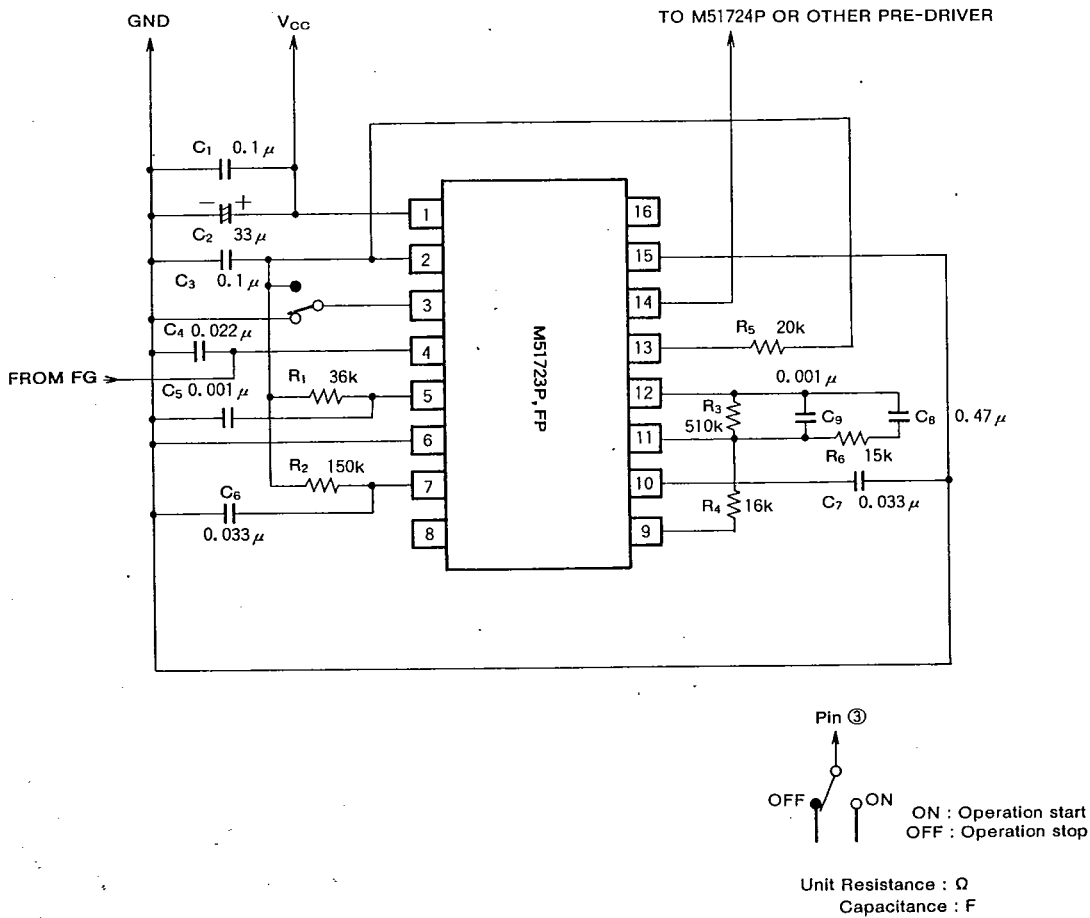 GND
Vcc
TO M51724P OR OTHER PRE-DRIVER
C1 0.1μ
− +
C2 33μ
C3 0.1μ
C4 0.022μ
FROM FG
C5 0.001μ
R1 36k
R2 150k
C6
0.033μ
1
2
3
4
5
6
7
8
M51723P, FP
16
15
14
13
12
11
10
9
R5 20k
0.001μ
R3
510k
C9
C8 0.47μ
R6 15k
R4 16k
C7 0.033μ
Pin ③
OFF
ON
ON : Operation start
OFF : Operation stop
Unit Resistance : Ω
Capacitance : F